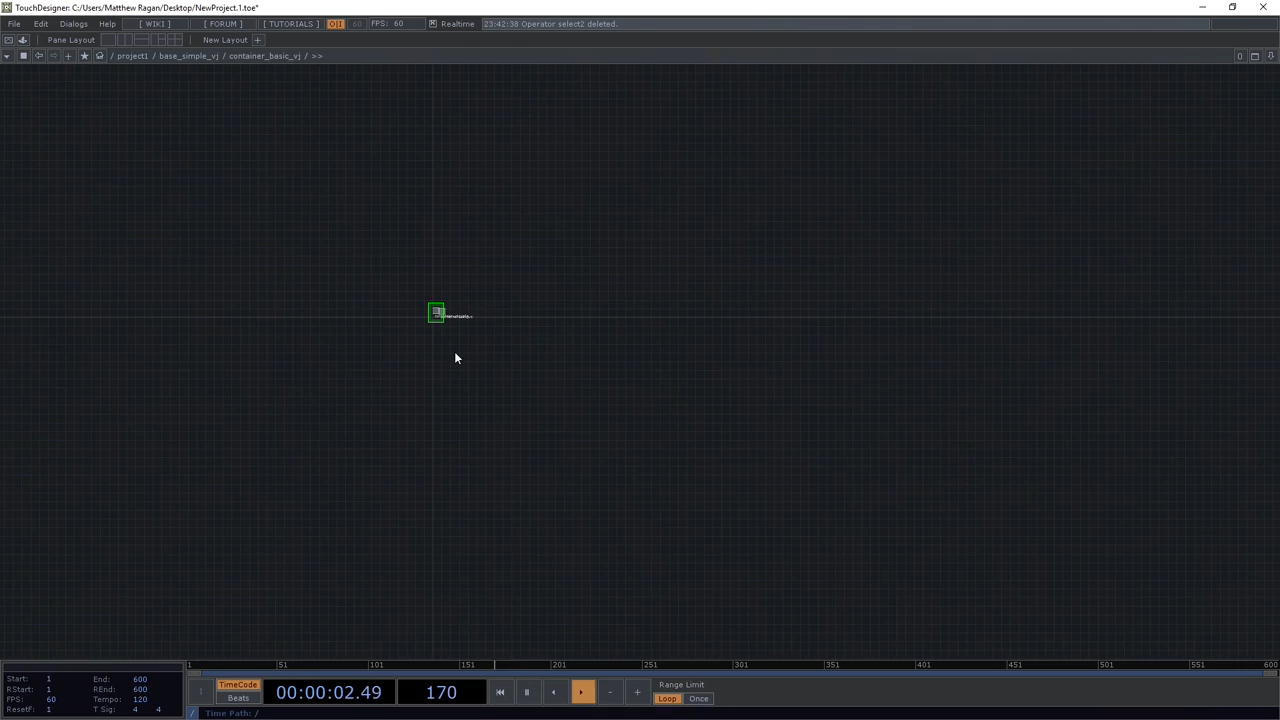 TouchDesigner: C:/Users/Matthew Ragan/Desktop/NewProject.1.toe*
File Edit Dialogs Help [ WIKI ] [ FORUM ] [ TUTORIALS ] O|I 60 FPS: 60 Realtime 23:42:38 Operator select2 deleted.
Pane Layout New Layout +
/ project1 / base_simple_vj / container_basic_vj / >> 0
1 51 101 151 201 251 301 351 401 451 501 551 600
Start: 1 End: 600
RStart: 1 REnd: 600
FPS: 60 Tempo: 120
ResetF: 1 T Sig: 4 4
TimeCode
Beats
00:00:02.49 170
- +
Range Limit
Loop Once
/ Time Path: /